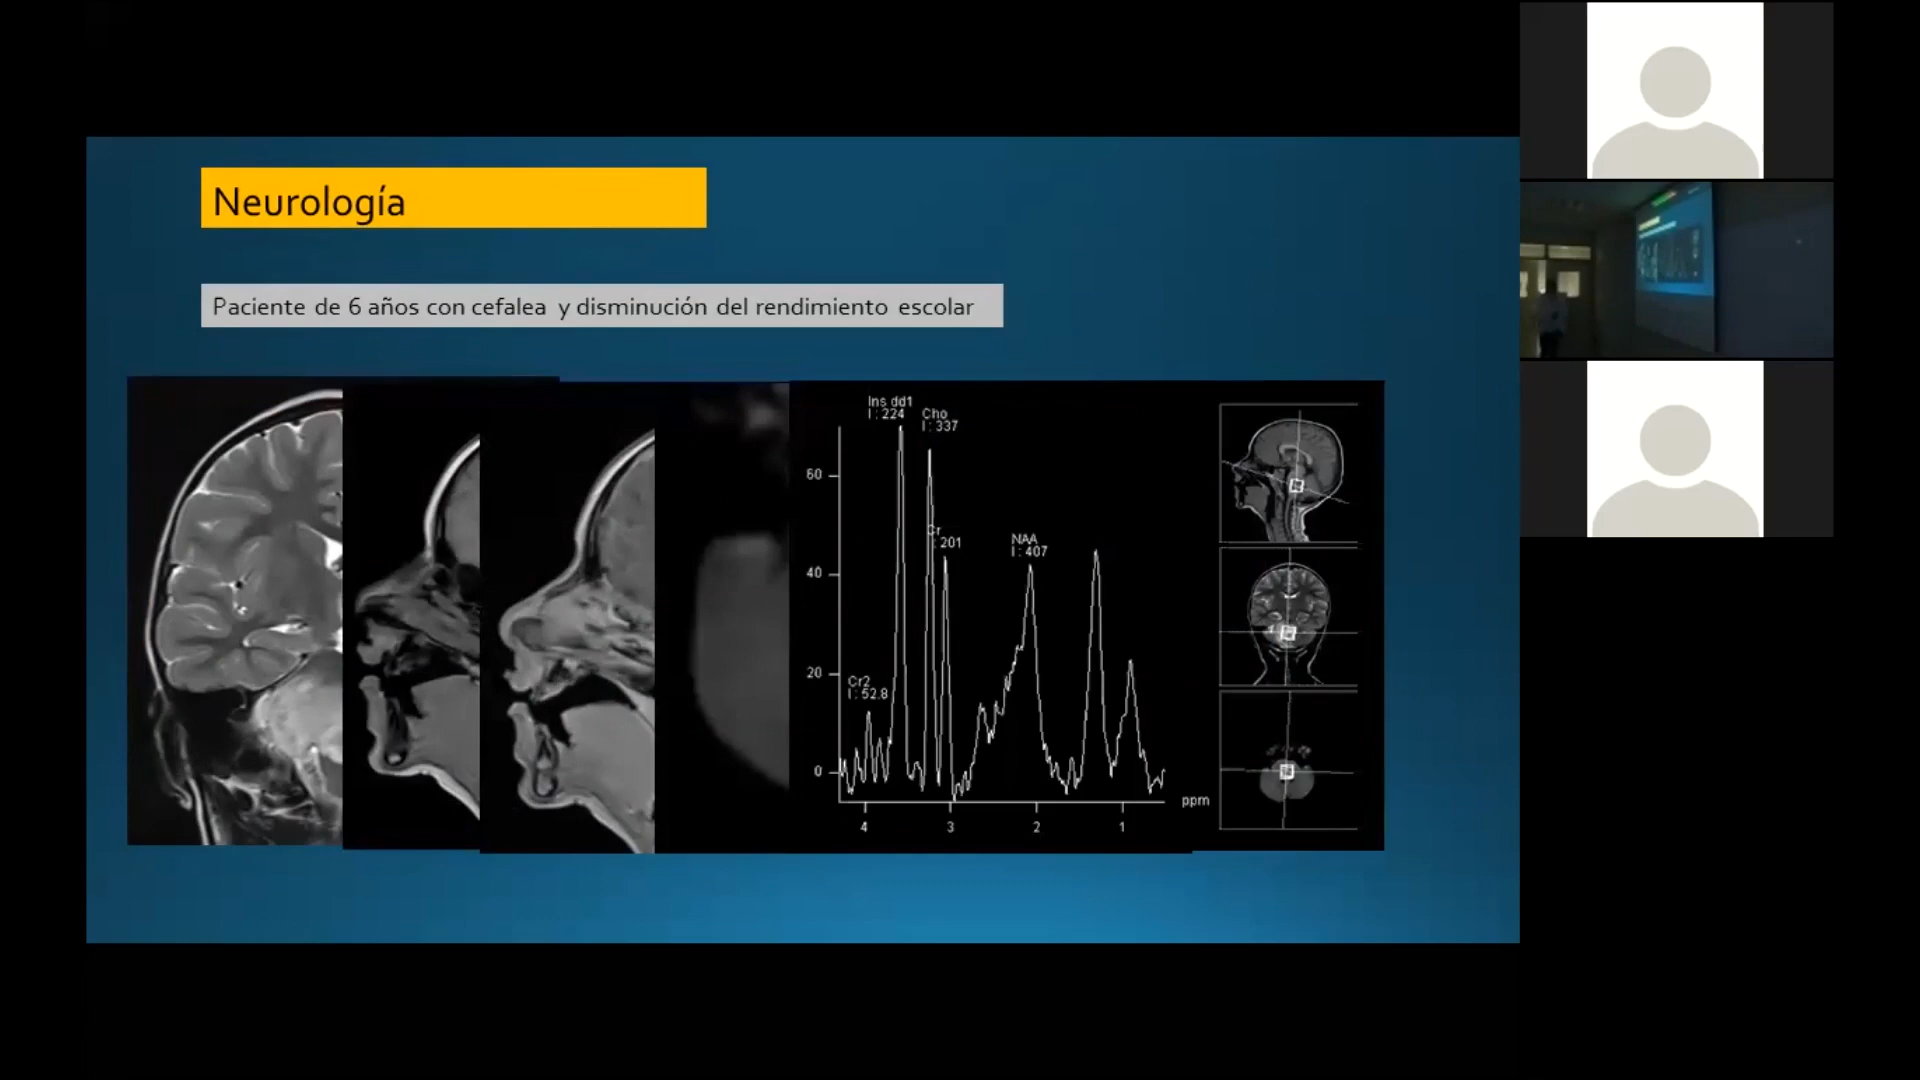 Neurología
Paciente de 6 años con cefalea y disminución del rendimiento escolar
Ins dd1
I : 224
Cho
I : 337
Cr
: 201
NAA
I : 407
Cr2
I : 52.8
60
40
20
0
4
3
2
1
ppm